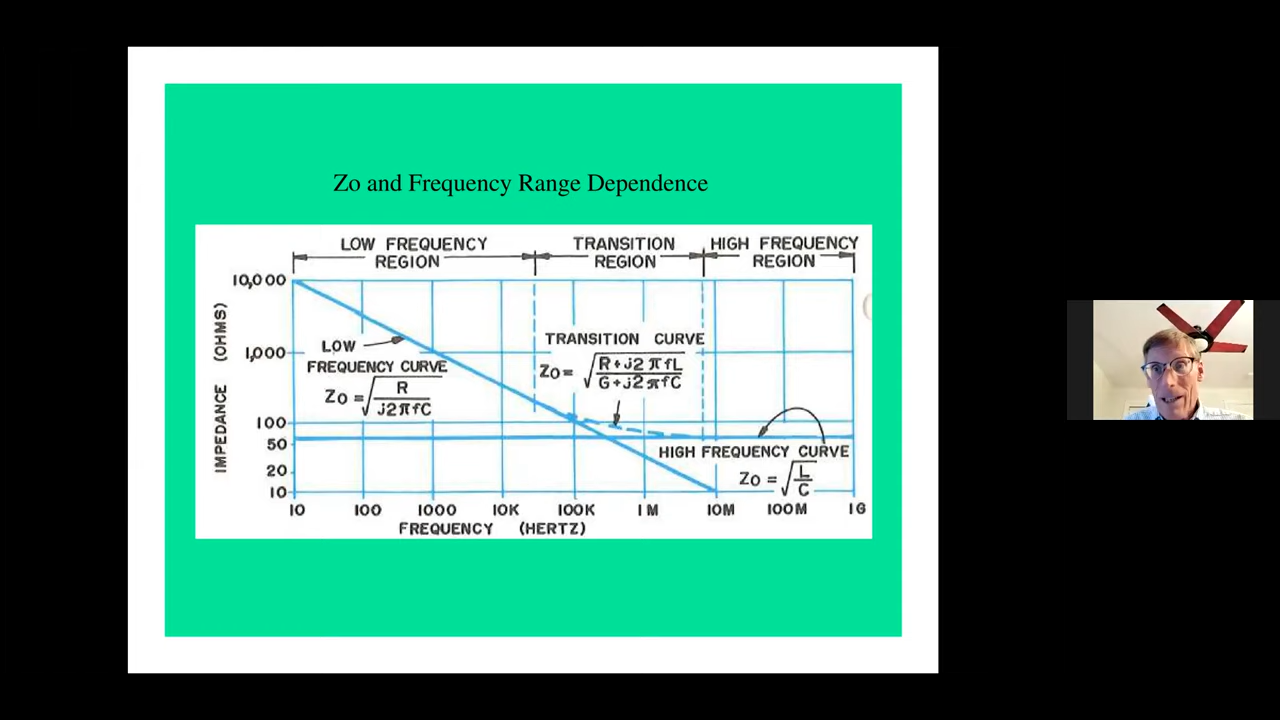 Zo and Frequency Range Dependence
LOW FREQUENCY
REGION
TRANSITION
REGION
HIGH FREQUENCY
REGION
IMPEDANCE (OHMS)
10,000
1,000
100
50
20
10
LOW
FREQUENCY CURVE
Zo = √R/j2πfC
TRANSITION CURVE
Zo = √R+j2πfL/G+j2πfC
HIGH FREQUENCY CURVE
Zo = √L/C
10 100 1000 10K 100K 1M 10M 100M 1G
FREQUENCY (HERTZ)